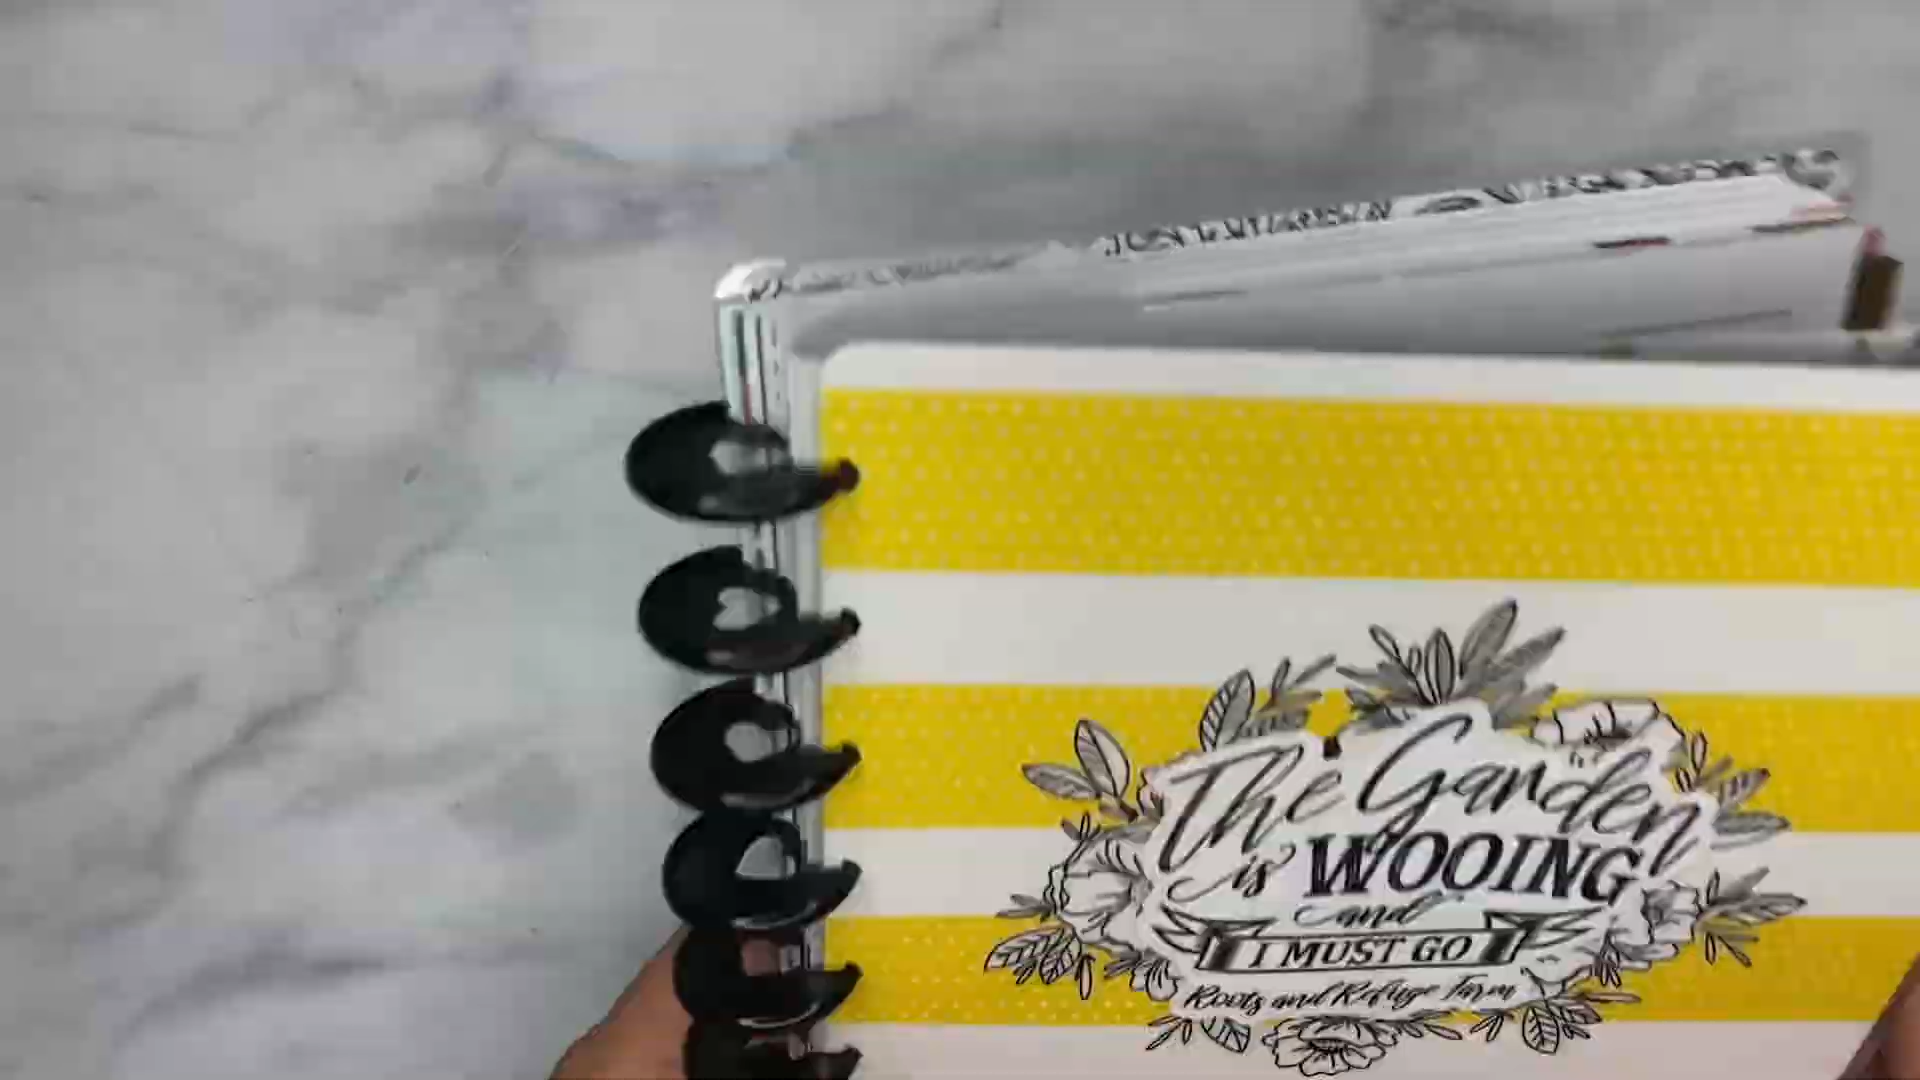 The Garden
is WOOING
and
I MUST GO
Roots and Refuge Farm